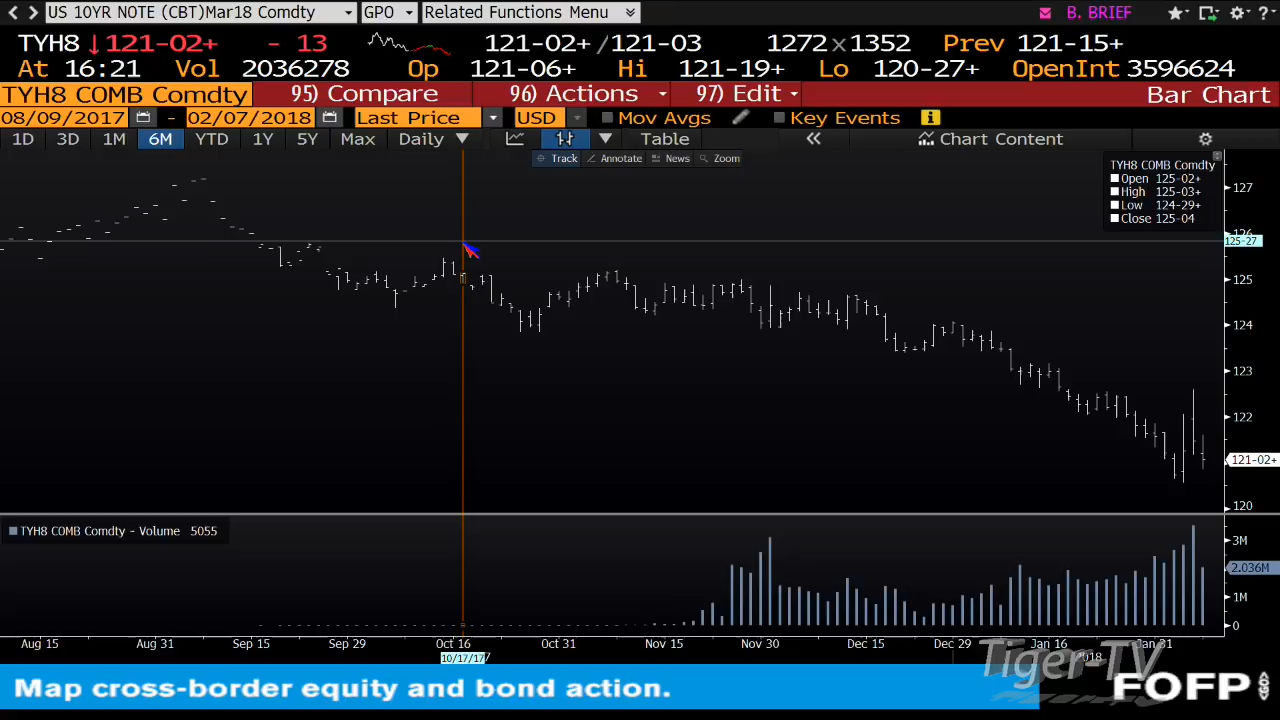 US 10YR NOTE (CBT)Mar18 Comdty GPO Related Functions Menu B. BRIEF
TYH8 ↓121-02+ - 13 121-02+/121-03 1272x1352 Prev 121-15+
At 16:21 Vol 2036278 Op 121-06+ Hi 121-19+ Lo 120-27+ OpenInt 3596624
TYH8 COMB Comdty 95) Compare 96) Actions 97) Edit Bar Chart
08/09/2017 - 02/07/2018 Last Price USD Mov Avgs Key Events
1D 3D 1M 6M YTD 1Y 5Y Max Daily Table « Chart Content
Track Annotate News Zoom
TYH8 COMB Comdty
Open 125-02+
High 125-03+
Low 124-29+
Close 125-04
127
126
125-27
125
124
123
122
121-02+
120
TYH8 COMB Comdty - Volume 5055
3M
2.036M
1M
0
Aug 15 Aug 31 Sep 15 Sep 29 Oct 16 Oct 31 Nov 15 Nov 30 Dec 15 Dec 29 Jan 16 Jan 31
10/17/17 2018
Tiger-TV
Map cross-border equity and bond action. FOFP